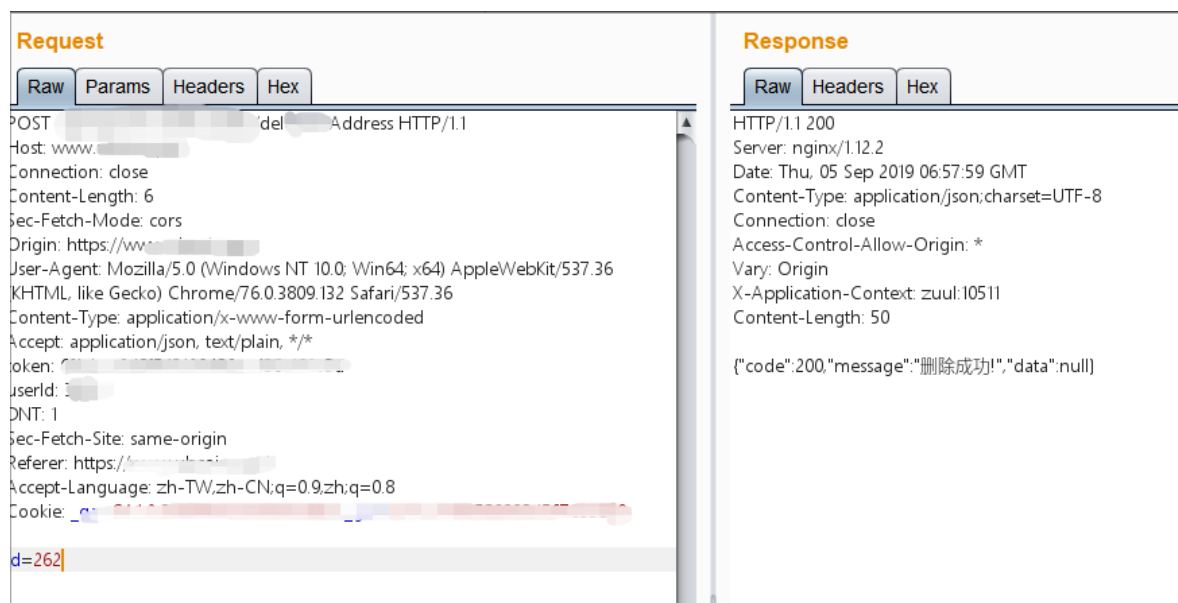 Request
Raw Params Headers Hex
POST /del Address HTTP/1.1
Host: www.
Connection: close
Content-Length: 6
Sec-Fetch-Mode: cors
Origin: https://ww
User-Agent: Mozilla/5.0 (Windows NT 10.0; Win64; x64) AppleWebKit/537.36
(KHTML, like Gecko) Chrome/76.0.3809.132 Safari/537.36
Content-Type: application/x-www-form-urlencoded
Accept: application/json, text/plain, */*
token:
userId:
DNT: 1
Sec-Fetch-Site: same-origin
Referer: https:/
Accept-Language: zh-TW,zh-CN;q=0.9,zh;q=0.8
Cookie:
d=262
Response
Raw Headers Hex
HTTP/1.1 200
Server: nginx/1.12.2
Date: Thu, 05 Sep 2019 06:57:59 GMT
Content-Type: application/json;charset=UTF-8
Connection: close
Access-Control-Allow-Origin: *
Vary: Origin
X-Application-Context: zuul:10511
Content-Length: 50
{"code":200,"message":"删除成功!","data":null}